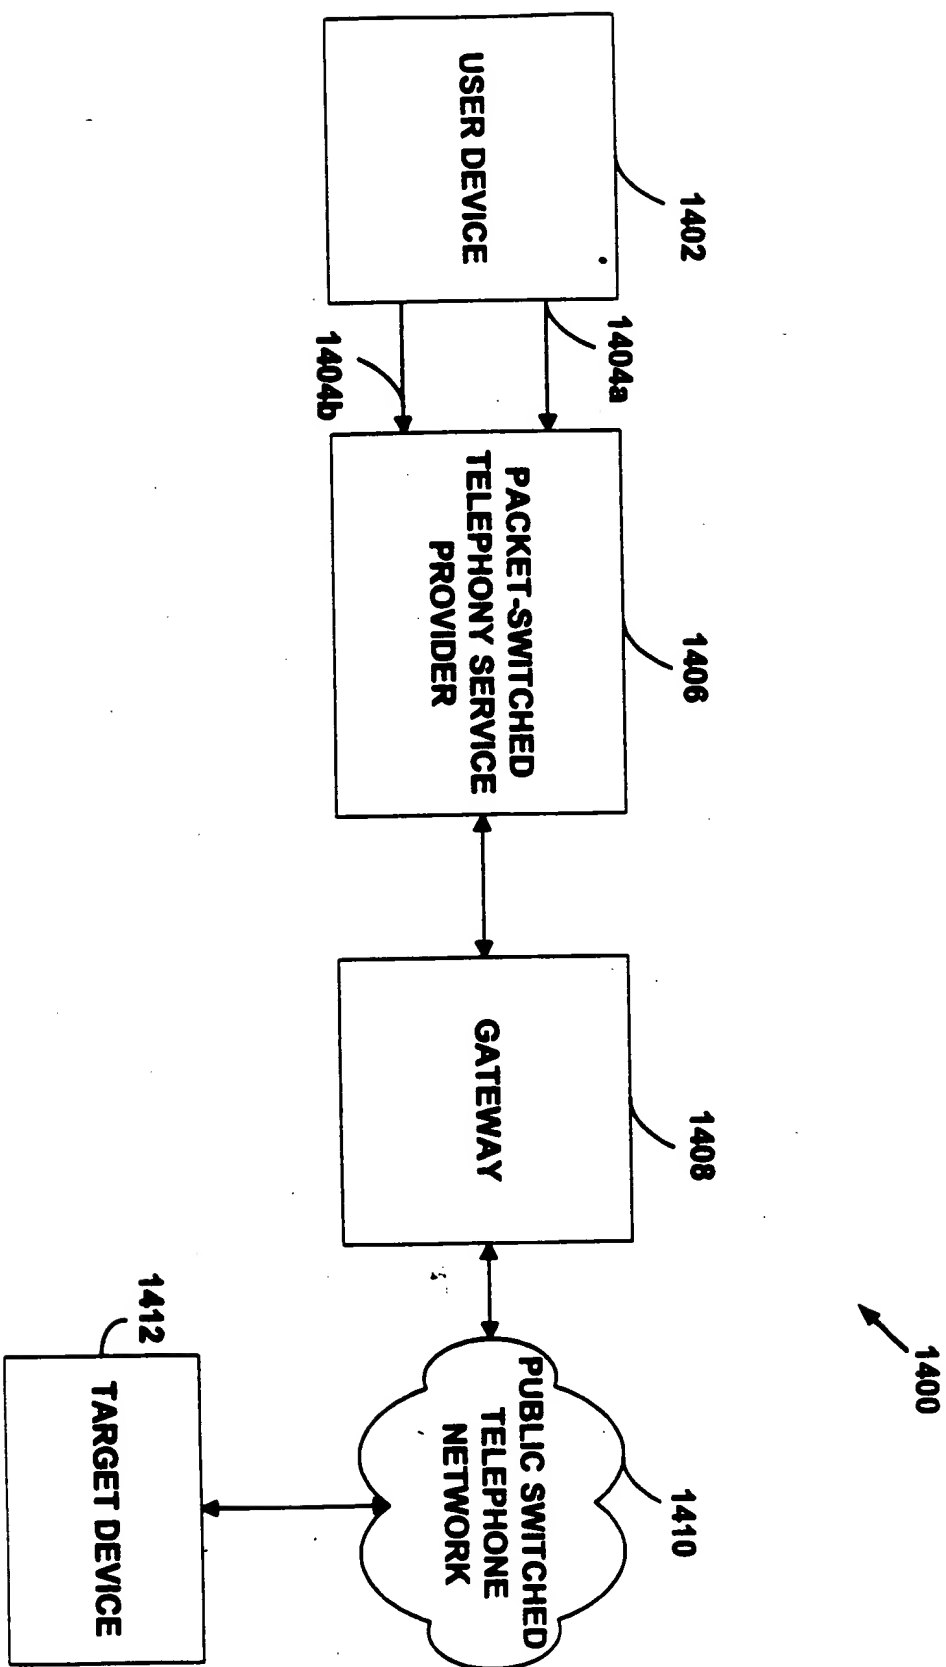 1400
1402
USER DEVICE
1404a
1404b
1406
PACKET-SWITCHED
TELEPHONY SERVICE
PROVIDER
1408
GATEWAY
1410
PUBLIC SWITCHED
TELEPHONE
NETWORK
1412
TARGET DEVICE